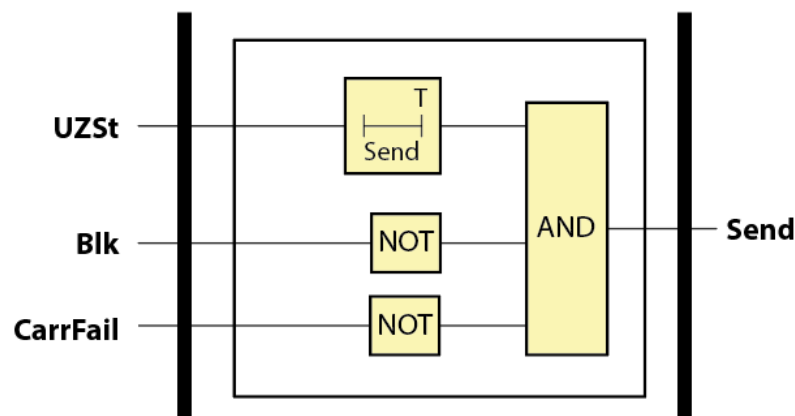 UZSt
T
Send
Blk
NOT
AND
Send
CarrFail
NOT